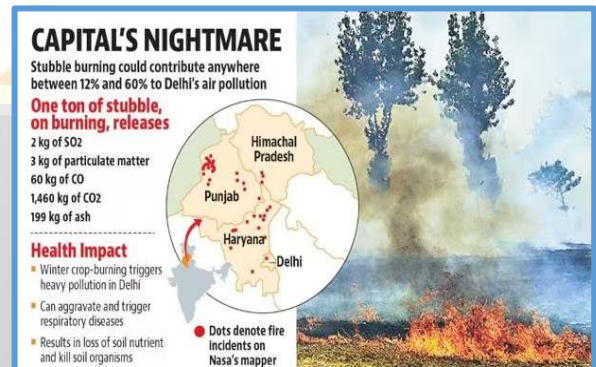 CAPITAL'S NIGHTMARE
Stubble burning could contribute anywhere
between 12% and 60% to Delhi's air pollution
One ton of stubble,
on burning, releases
2 kg of SO2
3 kg of particulate matter
60 kg of CO
1,460 kg of CO2
199 kg of ash
Health Impact
Winter crop-burning triggers
heavy pollution in Delhi
Can aggravate and trigger
respiratory diseases
Results in loss of soil nutrient
and kill soil organisms
Himachal
Pradesh
Punjab
Haryana
Delhi
Dots denote fire
incidents on
Nasa's mapper